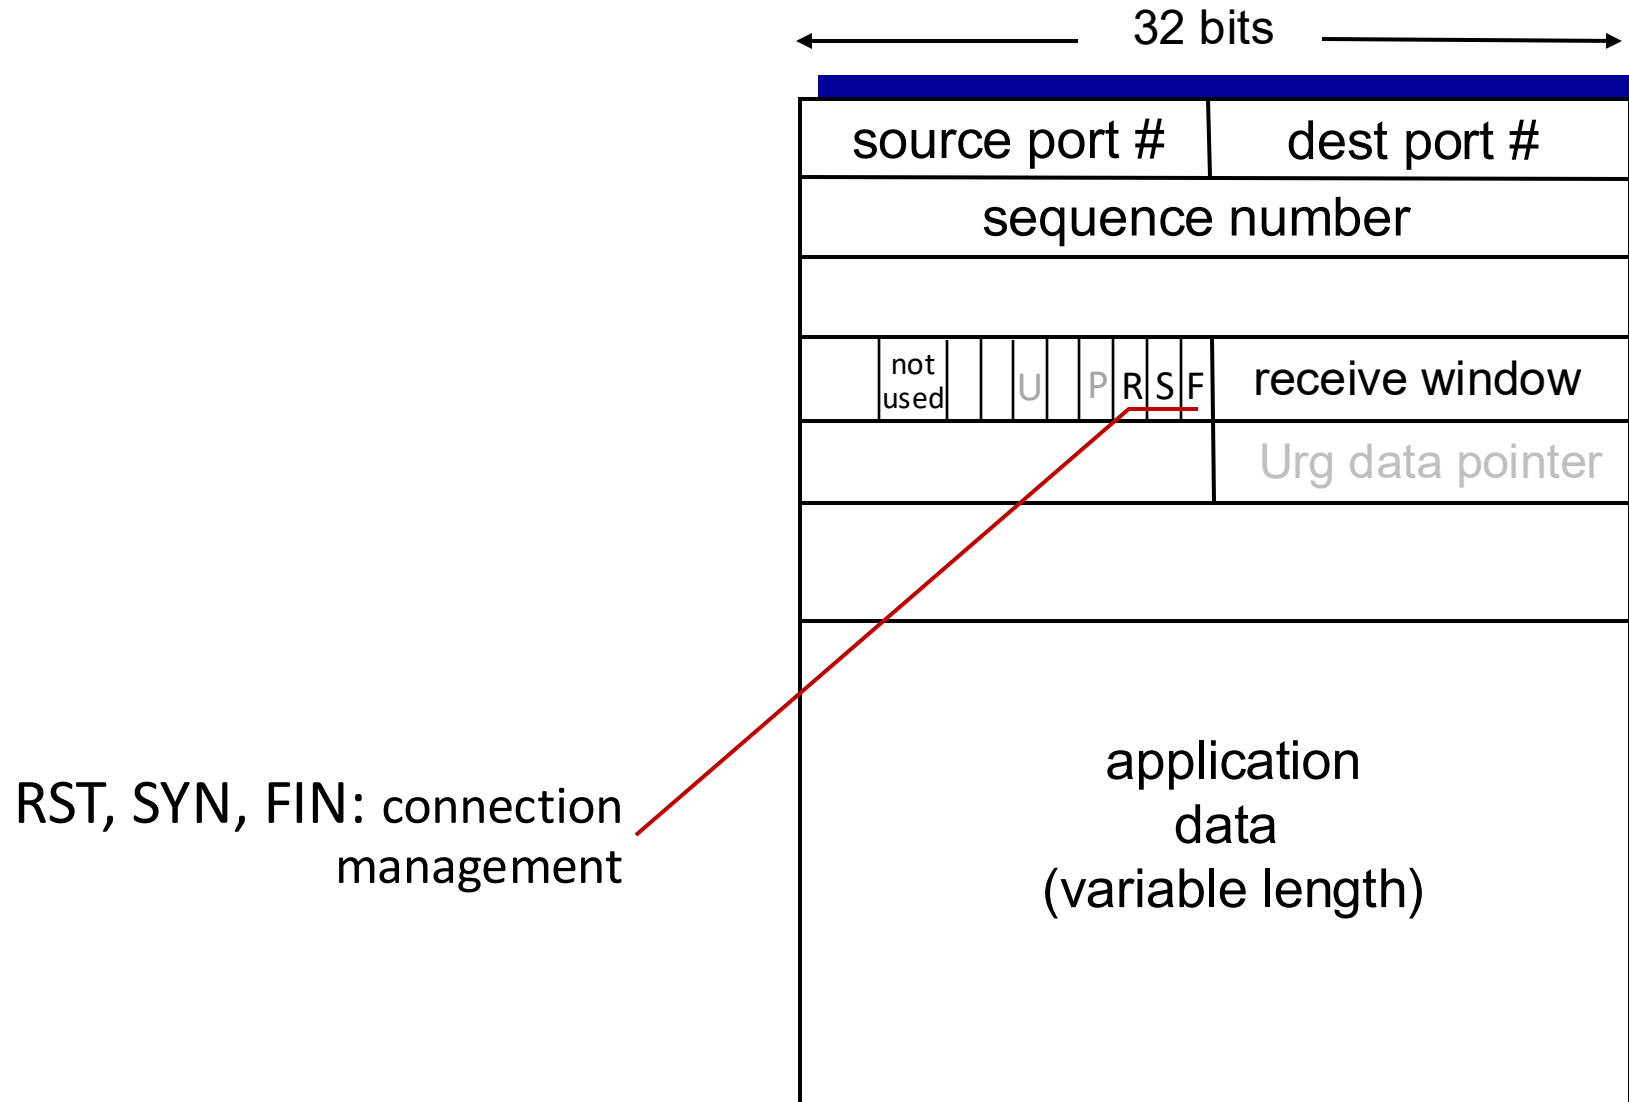 32 bits
source port # dest port #
sequence number
not
used U P R S F receive window
Urg data pointer
application
data
(variable length)
RST, SYN, FIN: connection
management